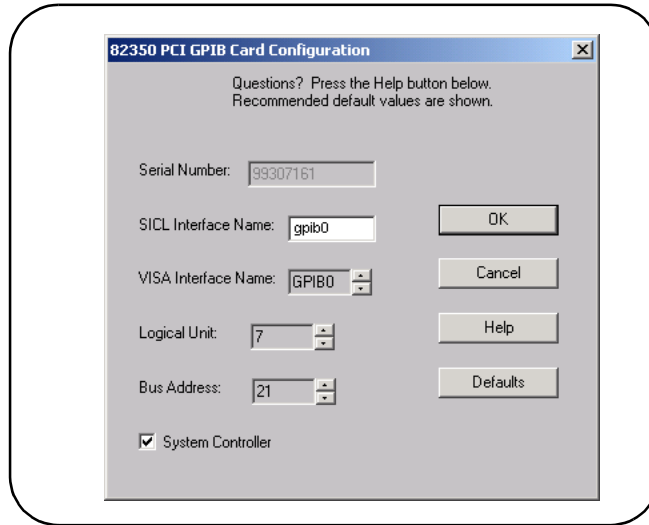 82350 PCI GPIB Card Configuration
Questions? Press the Help button below.
Recommended default values are shown.
Serial Number: 99307161
SICL Interface Name: gpib0
OK
VISA Interface Name: GPIB0
Cancel
Logical Unit: 7
Help
Bus Address: 21
Defaults
System Controller